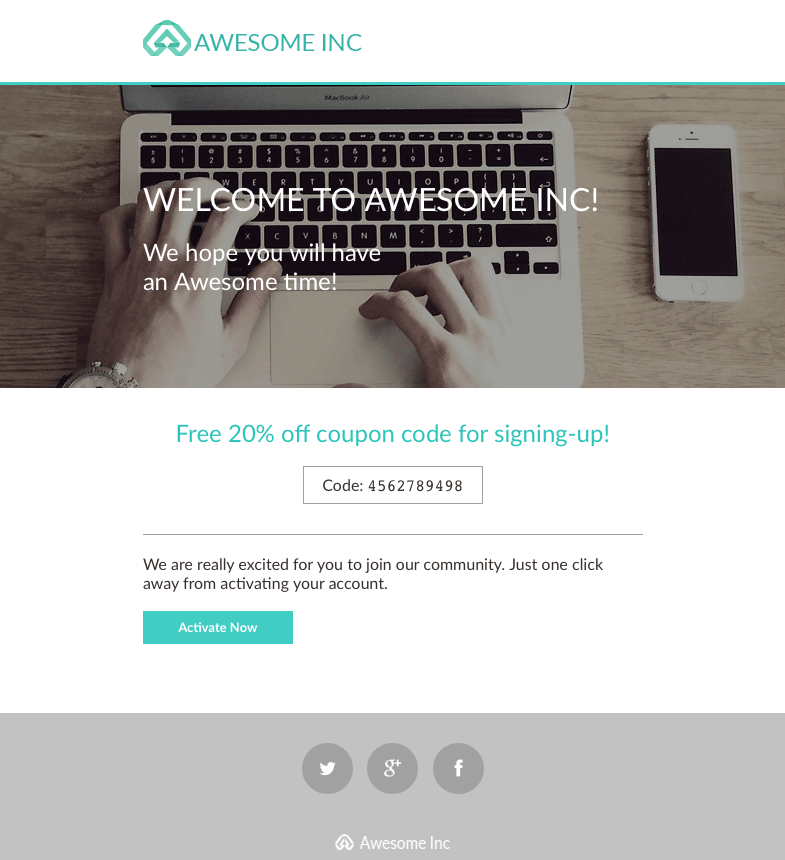 AWESOME INC
MacBook Air
WELCOME TO AWESOME INC!
We hope you will have
an Awesome time!
Free 20% off coupon code for signing-up!
Code: 4562789498
We are really excited for you to join our community. Just one click
away from activating your account.
Activate Now
Awesome Inc